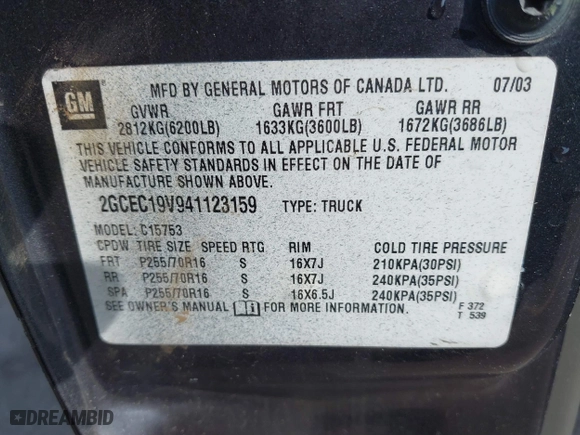 GM MFD BY GENERAL MOTORS OF CANADA LTD. 07/03
GVWR GAWR FRT GAWR RR
2812KG(6200LB) 1633KG(3600LB) 1672KG(3686LB)
THIS VEHICLE CONFORMS TO ALL APPLICABLE U.S. FEDERAL MOTOR
VEHICLE SAFETY STANDARDS IN EFFECT ON THE DATE OF
MANUFACTURE SHOWN ABOVE.
2GCEC19V941123159 TYPE: TRUCK
MODEL: C15753
CPDW TIRE SIZE SPEED RTG RIM COLD TIRE PRESSURE
FRT P255/70R16 S 16X7J 210KPA(30PSI)
RR P255/70R16 S 16X7J 240KPA(35PSI)
SPA P255/70R16 S 16X6.5J 240KPA(35PSI)
SEE OWNER'S MANUAL FOR MORE INFORMATION. F 372
T 539
DREAMBID